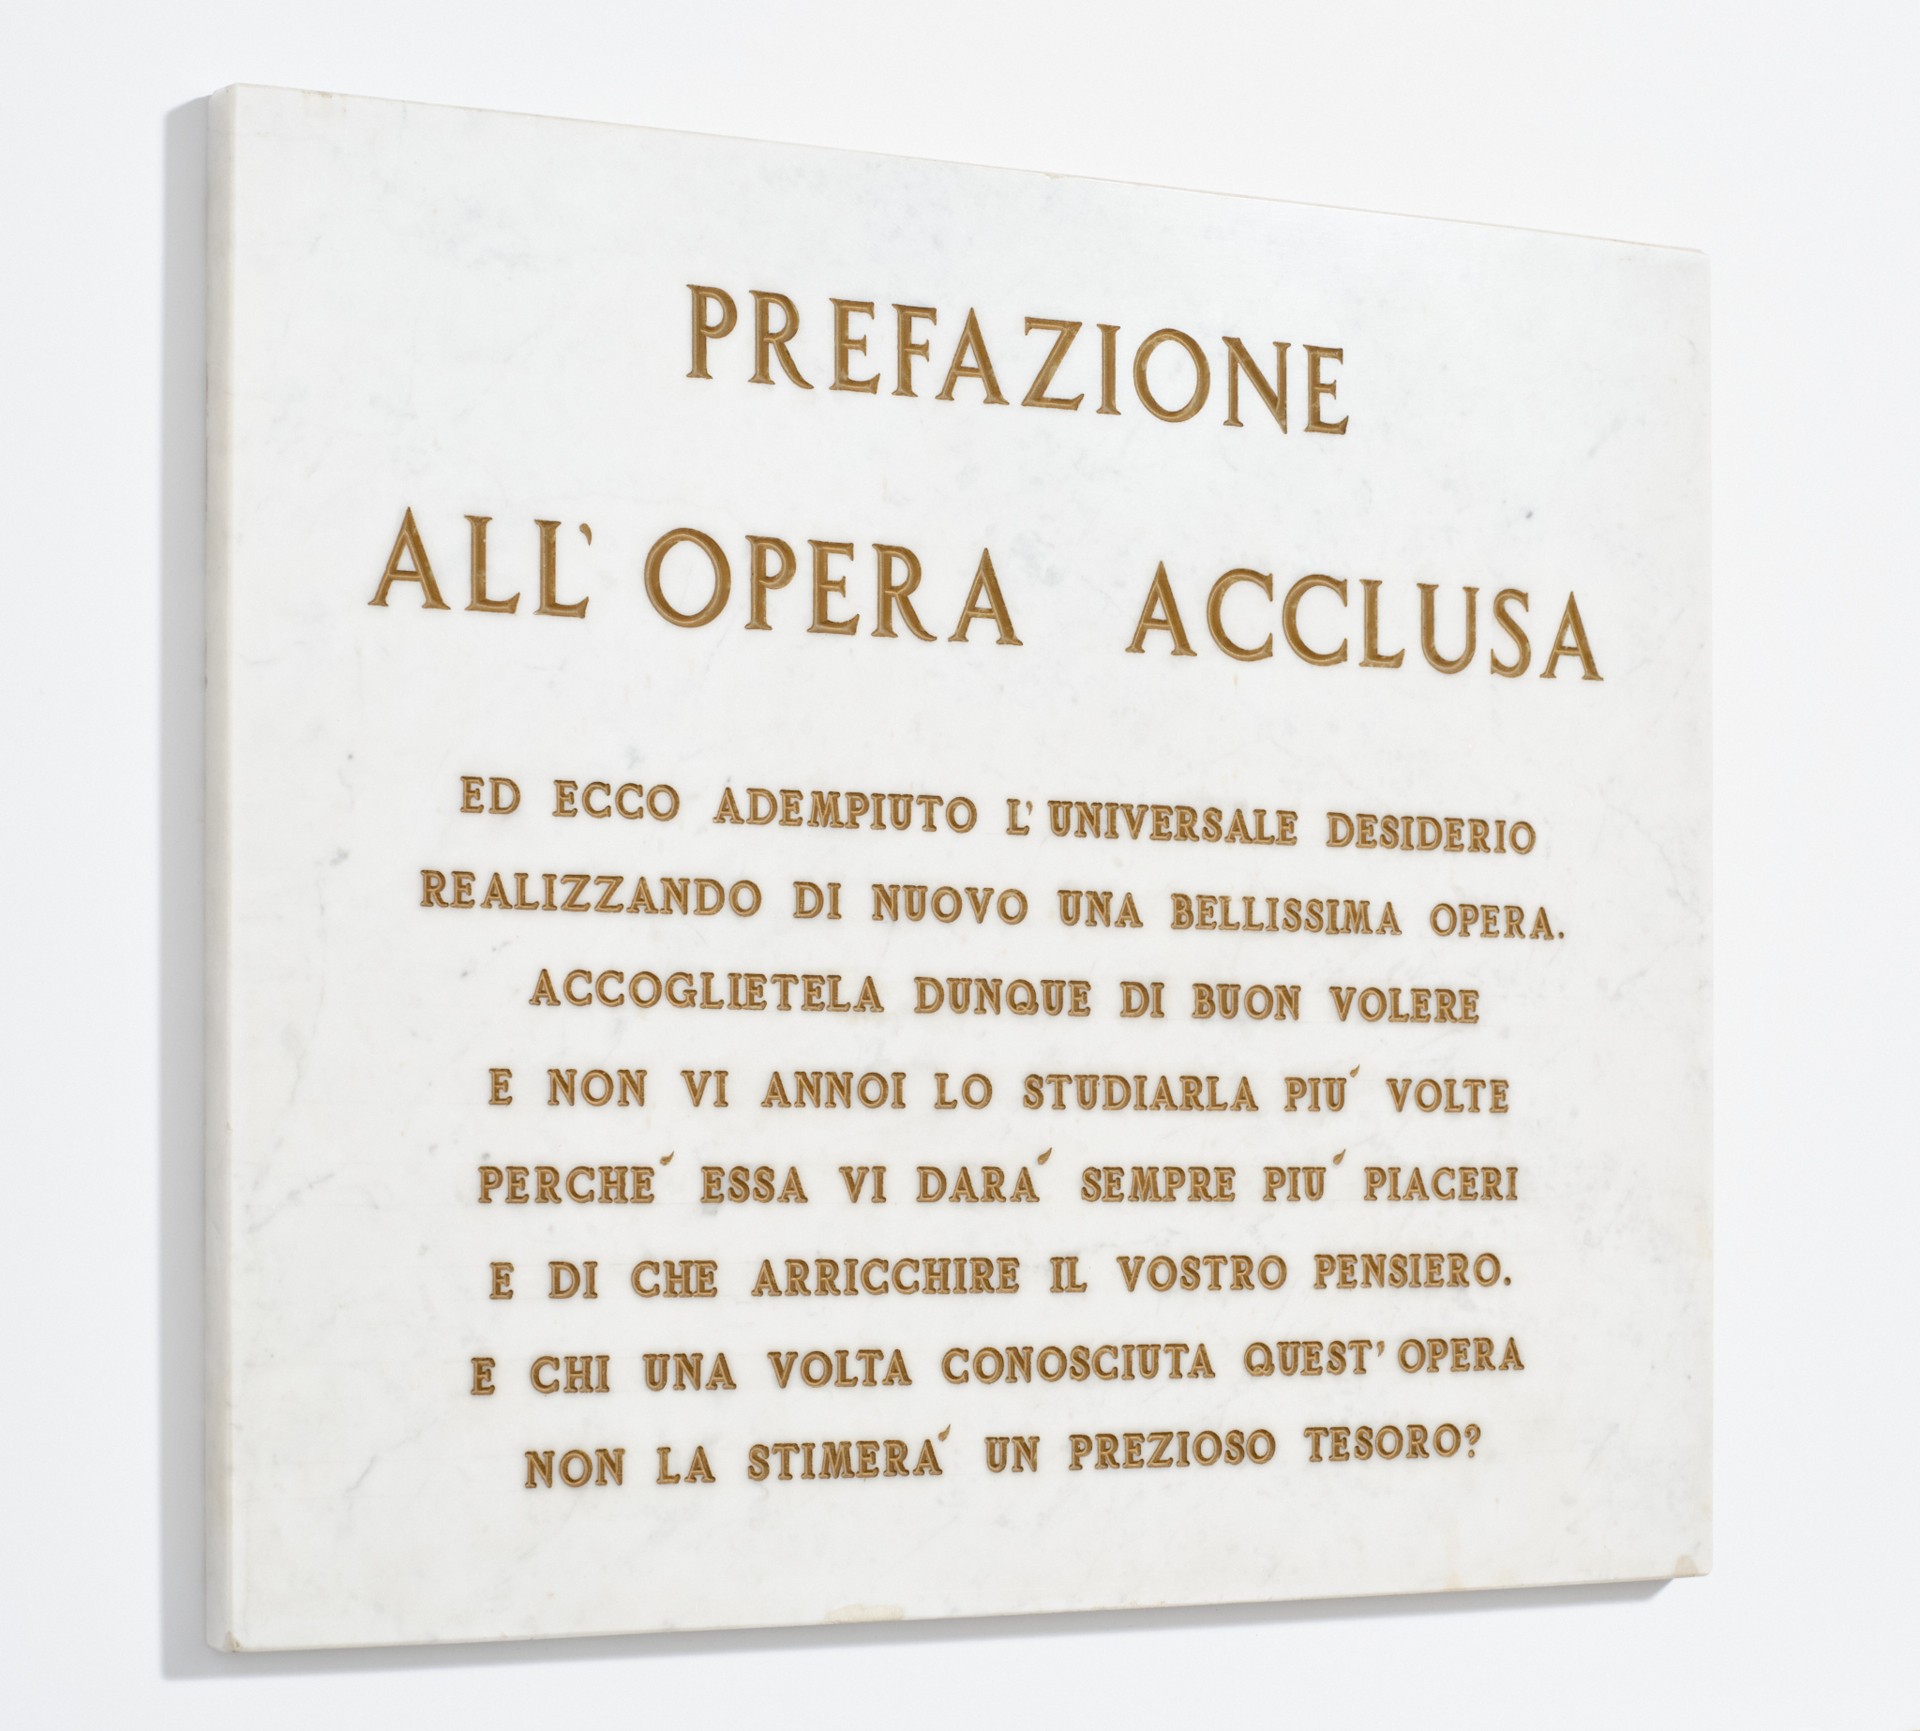 PREFAZIONE
ALL'OPERA ACCLUSA
ED ECCO ADEMPIUTO L'UNIVERSALE DESIDERIO
REALIZZANDO DI NUOVO UNA BELLISSIMA OPERA.
ACCOGLIETELA DUNQUE DI BUON VOLERE
E NON VI ANNOI LO STUDIARLA PIU´ VOLTE
PERCHE´ ESSA VI DARA´ SEMPRE PIU´ PIACERI
E DI CHE ARRICCHIRE IL VOSTRO PENSIERO.
E CHI UNA VOLTA CONOSCIUTA QUEST'OPERA
NON LA STIMERA´ UN PREZIOSO TESORO?